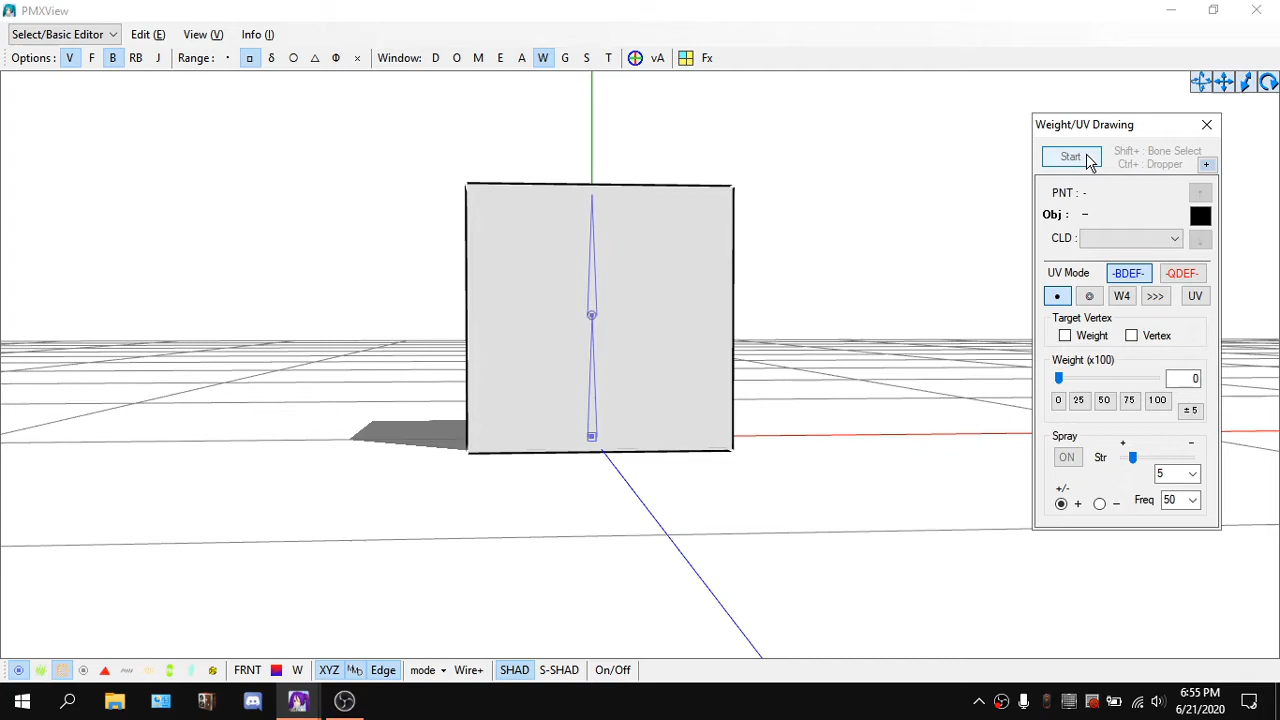 PMXView
Select/Basic Editor Edit (E) View (V) Info (I)
Options: V F B RB J Range: Window: D O M E A W G S T vA Fx
Weight/UV Drawing
Start
Shift+ : Bone Select
Ctrl+ : Dropper
+
PNT : -
Obj : –
CLD :
UV Mode -BDEF- -QDEF-
W4 >>> UV
Target Vertex
Weight Vertex
Weight (x100)
0
0 25 50 75 100
± 5
Spray
+ –
ON Str
5
+/-
+ – Freq 50
FRNT W XYZ Edge mode Wire+ SHAD S-SHAD On/Off
6:55 PM
6/21/2020